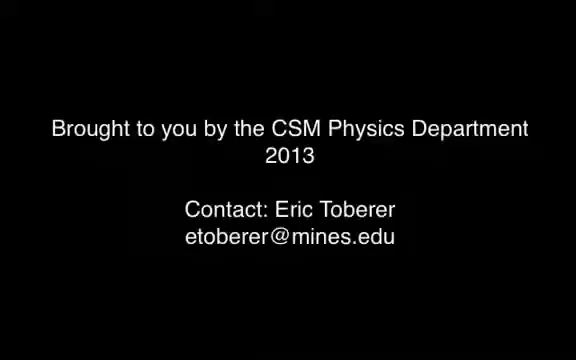 Brought to you by the CSM Physics Department
2013
Contact: Eric Toberer
etoberer@mines.edu